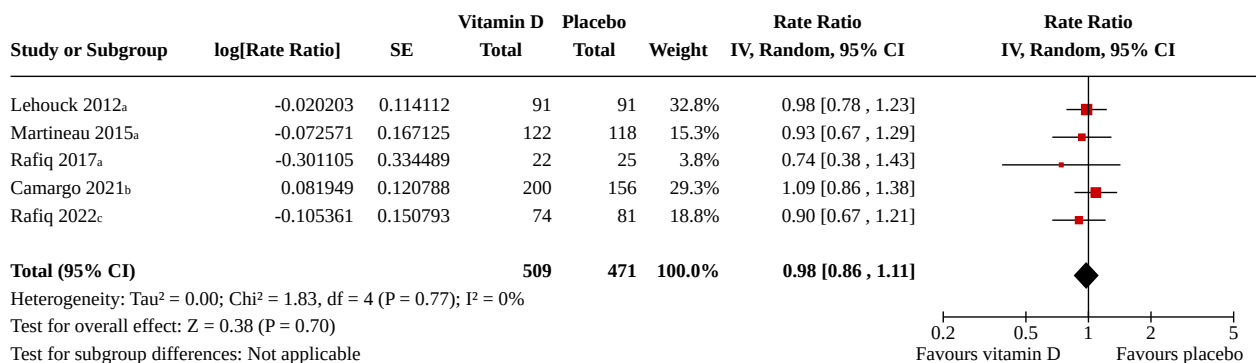 Vitamin D Placebo Rate Ratio Rate Ratio
Study or Subgroup log[Rate Ratio] SE Total Total Weight IV, Random, 95% CI IV, Random, 95% CI
Lehouck 2012a -0.020203 0.114112 91 91 32.8% 0.98 [0.78 , 1.23]
Martineau 2015a -0.072571 0.167125 122 118 15.3% 0.93 [0.67 , 1.29]
Rafiq 2017a -0.301105 0.334489 22 25 3.8% 0.74 [0.38 , 1.43]
Camargo 2021b 0.081949 0.120788 200 156 29.3% 1.09 [0.86 , 1.38]
Rafiq 2022c -0.105361 0.150793 74 81 18.8% 0.90 [0.67 , 1.21]
Total (95% CI) 509 471 100.0% 0.98 [0.86 , 1.11]
Heterogeneity: Tau² = 0.00; Chi² = 1.83, df = 4 (P = 0.77); I² = 0%
Test for overall effect: Z = 0.38 (P = 0.70)
0.2 0.5 1 2 5
Test for subgroup differences: Not applicable Favours vitamin D Favours placebo